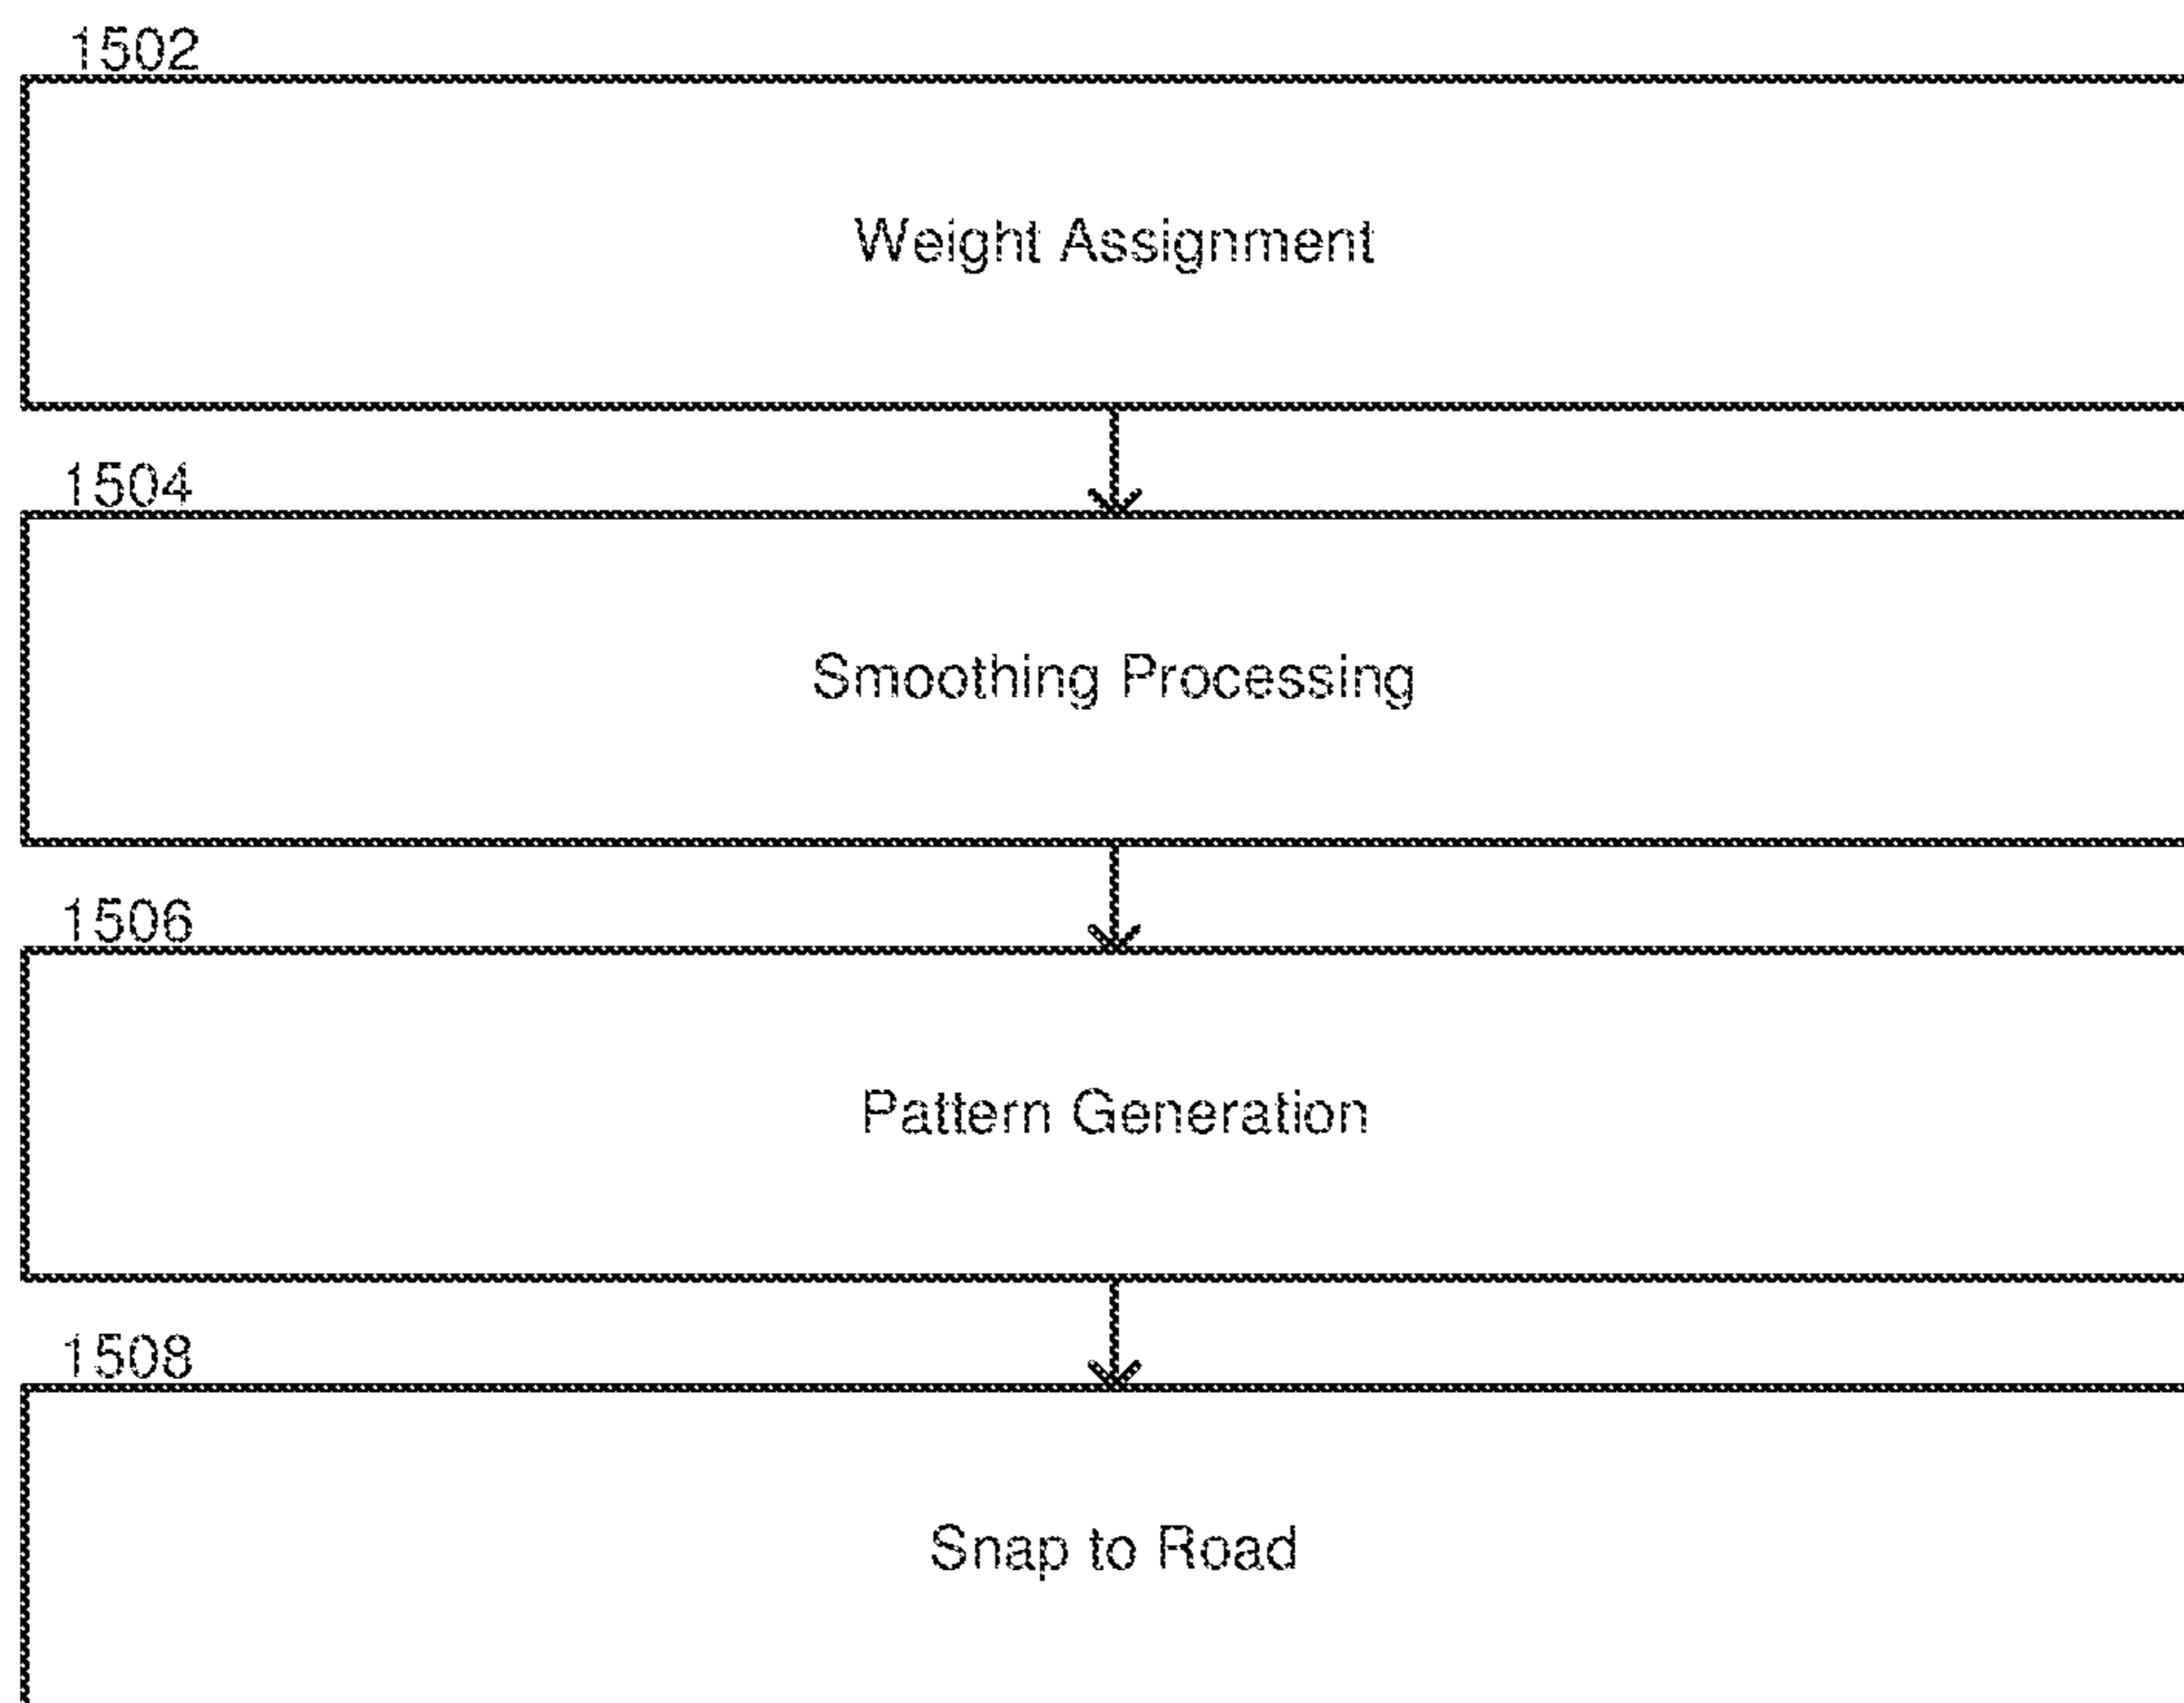 1502
Weight Assignment
1504
Smoothing Processing
1506
Pattern Generation
1508
Snap to Road